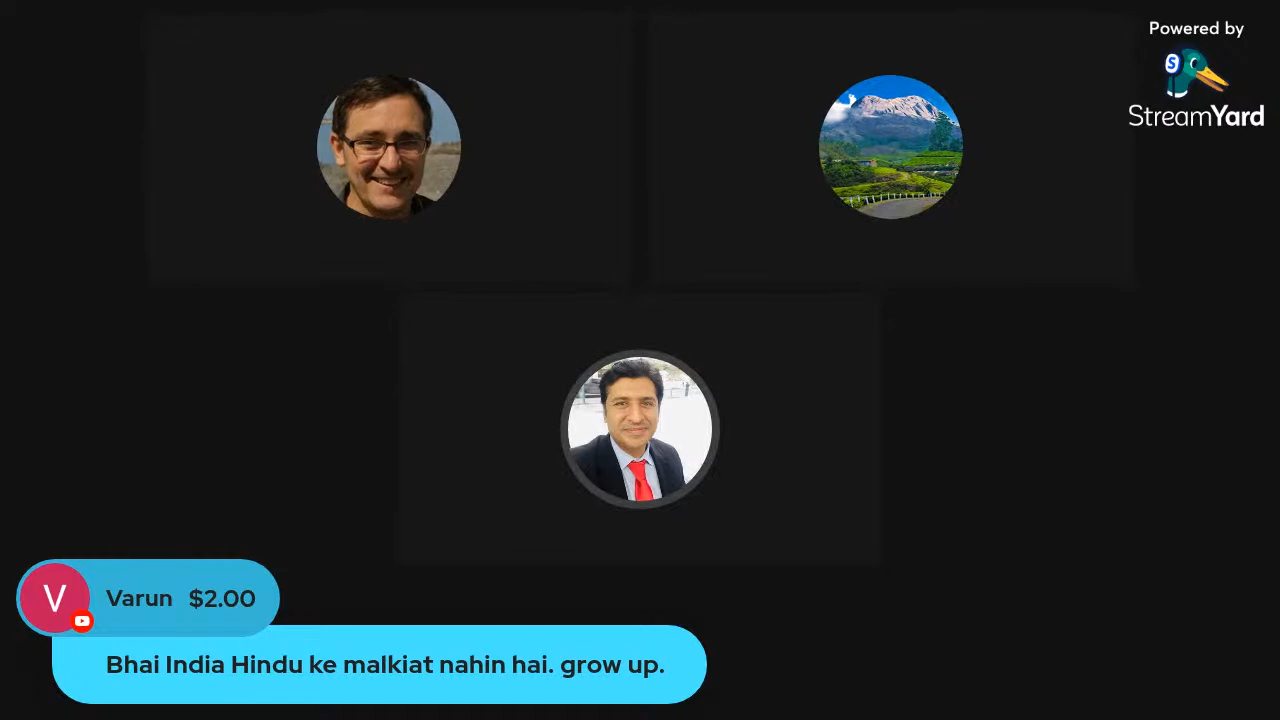 Powered by
S
StreamYard
V
Varun $2.00
Bhai India Hindu ke malkiat nahin hai. grow up.